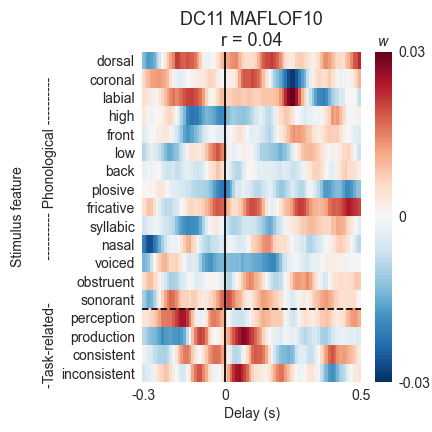 DC11 MAFLOF10
r = 0.04
w
dorsal
coronal
labial
high
front
low
back
plosive
fricative
syllabic
nasal
voiced
obstruent
sonorant
perception
production
consistent
inconsistent
Stimulus feature
---------- Phonological ----------
-Task-related-
0.03
0
-0.03
-0.3
0
0.5
Delay (s)